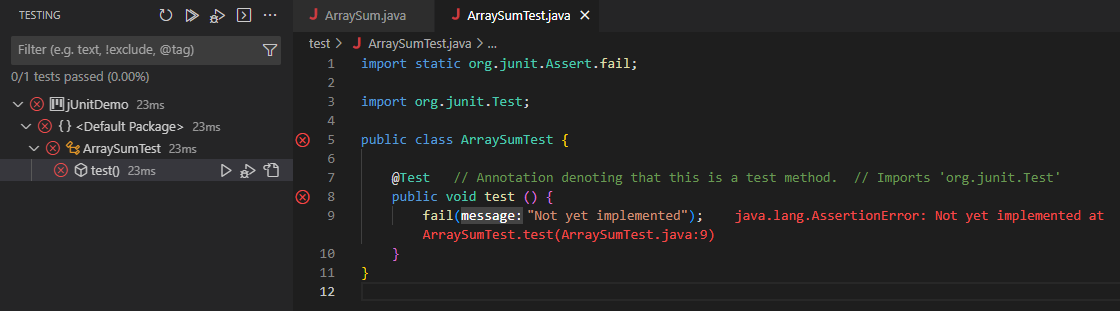 TESTING
Filter (e.g. text, !exclude, @tag)
0/1 tests passed (0.00%)
jUnitDemo 23ms
{} <Default Package> 23ms
ArraySumTest 23ms
test() 23ms
J ArraySum.java
J ArraySumTest.java
test > J ArraySumTest.java > ...
1 import static org.junit.Assert.fail;
2
3 import org.junit.Test;
4
5 public class ArraySumTest {
6
7 @Test // Annotation denoting that this is a test method. // Imports 'org.junit.Test'
8 public void test () {
9 fail(message: "Not yet implemented"); java.lang.AssertionError: Not yet implemented at
ArraySumTest.test(ArraySumTest.java:9)
10 }
11 }
12